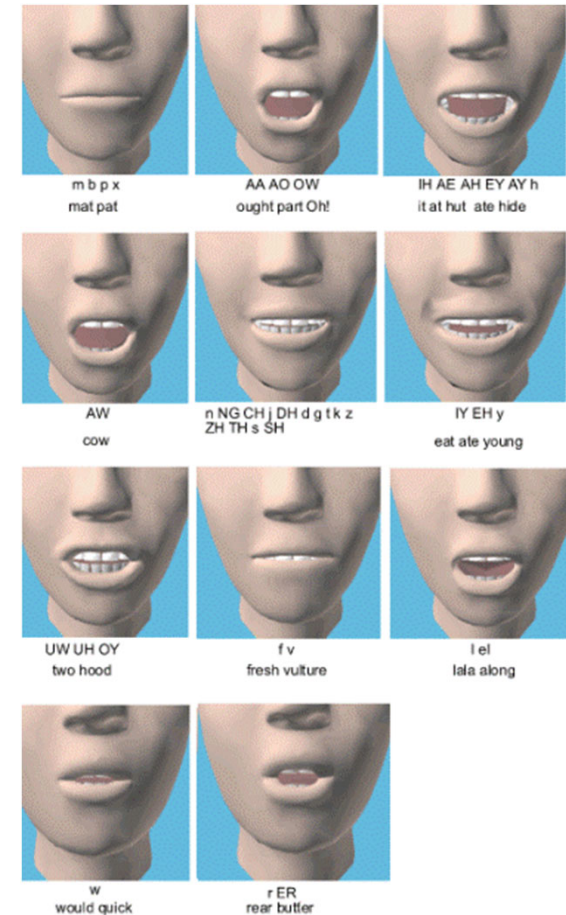 m b p x
mat pat
AA AO OW
ought part Oh!
IH AE AH EY AY h
it at hut ate hide
AW
cow
n NG CH j DH d g t k z
ZH TH s SH
IY EH y
eat ate young
UW UH OY
two hood
f v
fresh vulture
l el
lala along
w
would quick
r ER
rear butter